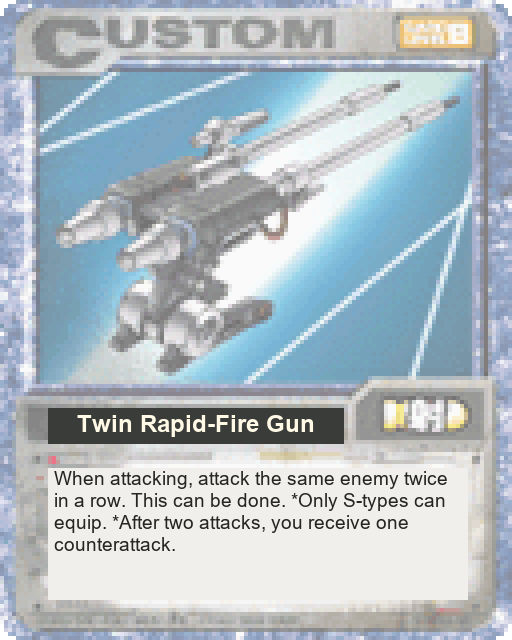 CUSTOM
Twin Rapid-Fire Gun
When attacking, attack the same enemy twice
in a row. This can be done. *Only S-types can
equip. *After two attacks, you receive one
counterattack.